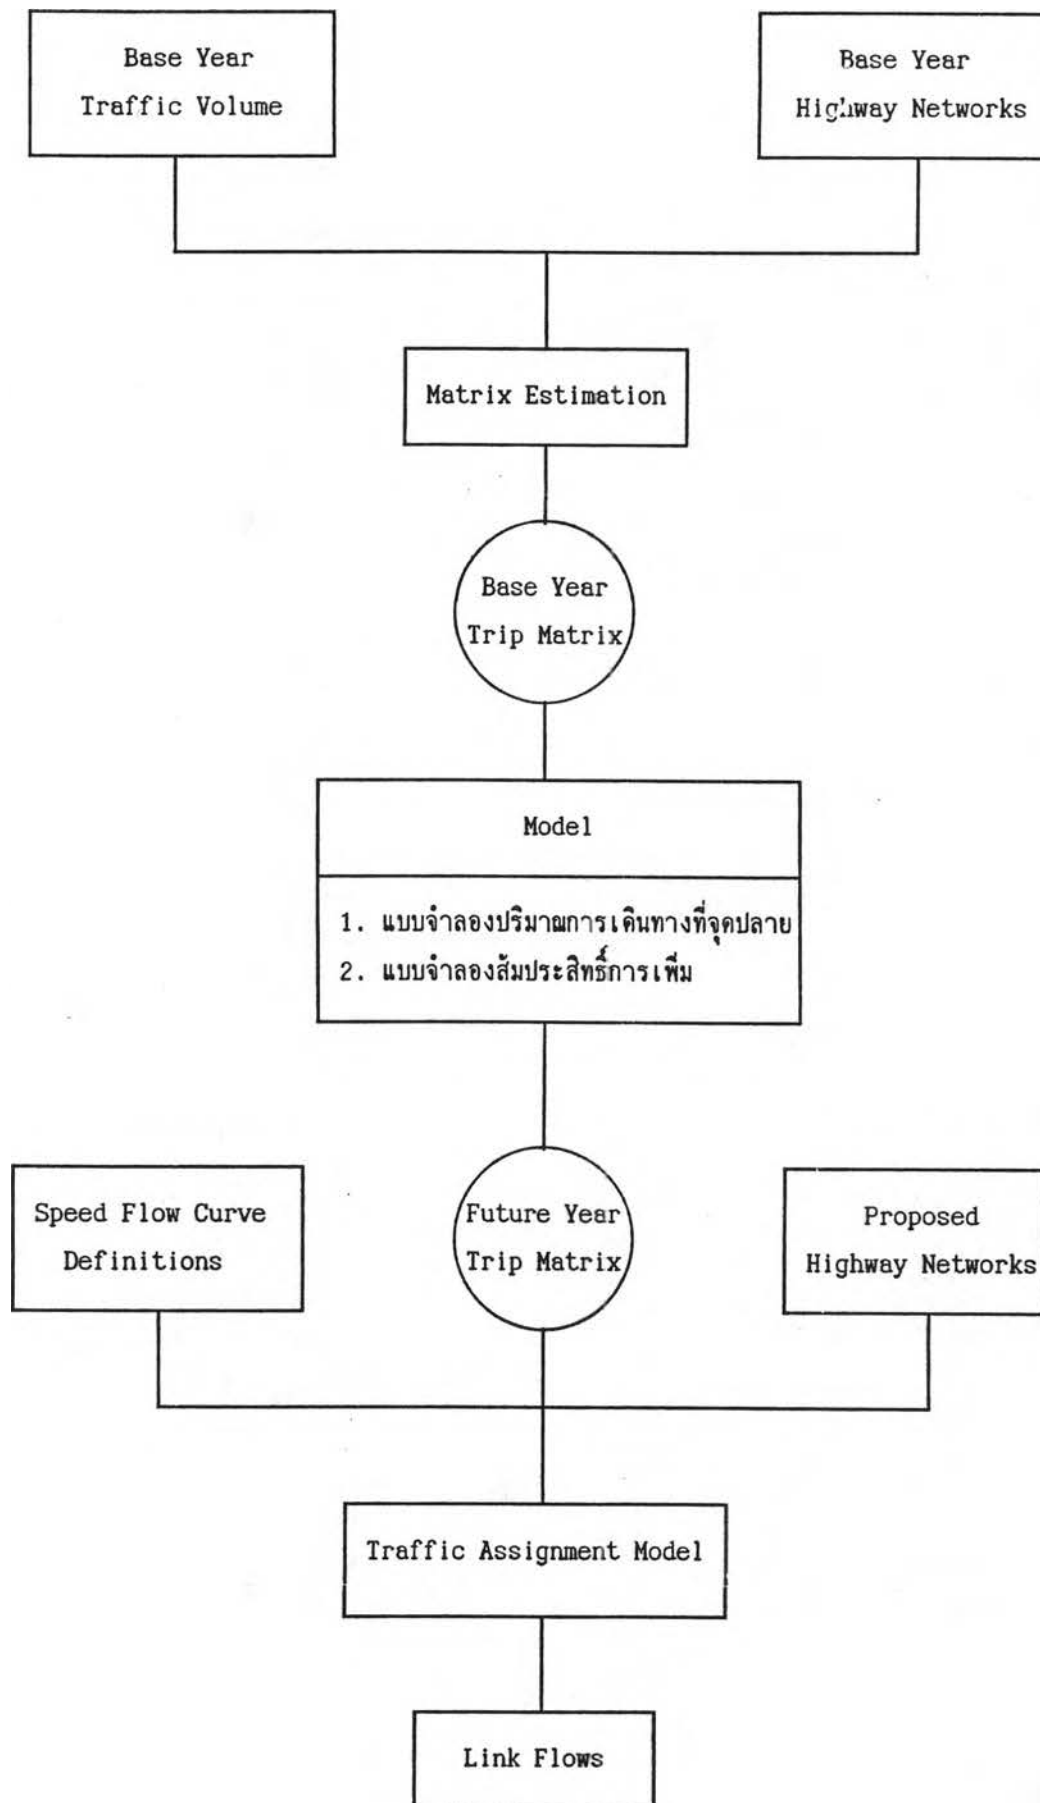 Base Year
Traffic Volume
Base Year
Highway Networks
Matrix Estimation
Base Year
Trip Matrix
Model
1. แบบจำลองปริมาณการเดินทางที่จุดปลาย
2. แบบจำลองสัมประสิทธิ์การเพิ่ม
Speed Flow Curve
Definitions
Future Year
Trip Matrix
Proposed
Highway Networks
Traffic Assignment Model
Link Flows